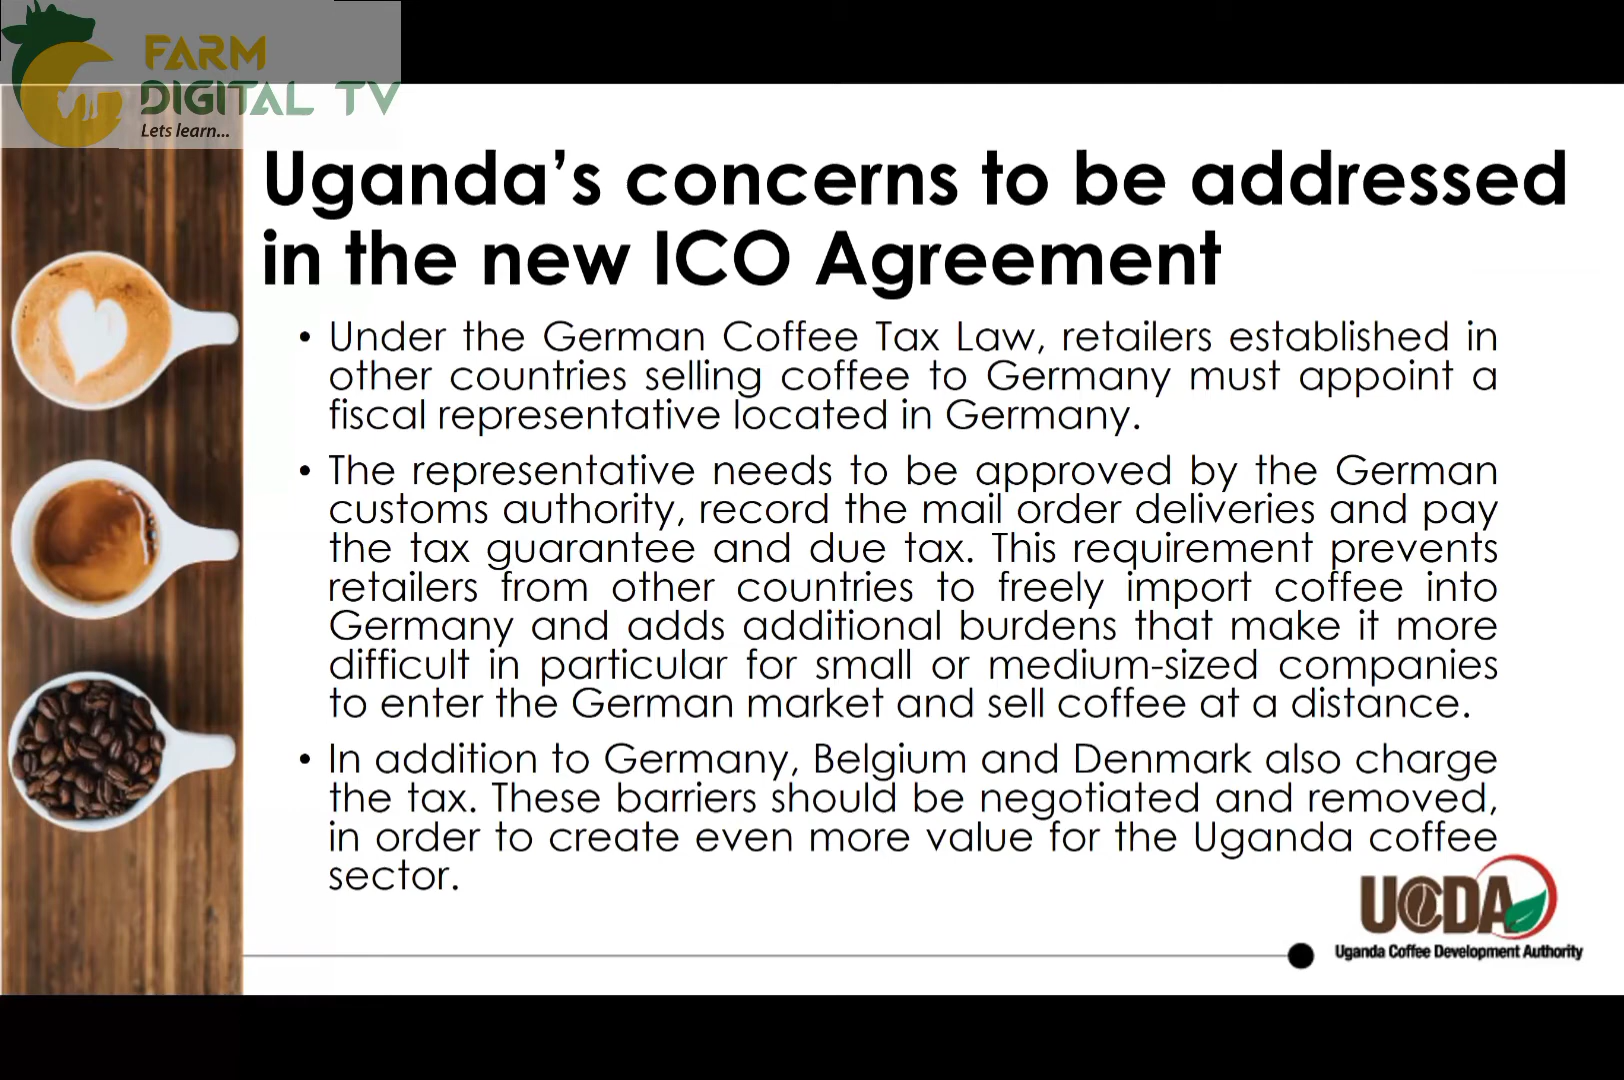 FARM
DIGITAL TV
Lets learn...
Uganda’s concerns to be addressed
in the new ICO Agreement
• Under the German Coffee Tax Law, retailers established in
other countries selling coffee to Germany must appoint a
fiscal representative located in Germany.
• The representative needs to be approved by the German
customs authority, record the mail order deliveries and pay
the tax guarantee and due tax. This requirement prevents
retailers from other countries to freely import coffee into
Germany and adds additional burdens that make it more
difficult in particular for small or medium-sized companies
to enter the German market and sell coffee at a distance.
• In addition to Germany, Belgium and Denmark also charge
the tax. These barriers should be negotiated and removed,
in order to create even more value for the Uganda coffee
sector.
UCDA
Uganda Coffee Development Authority